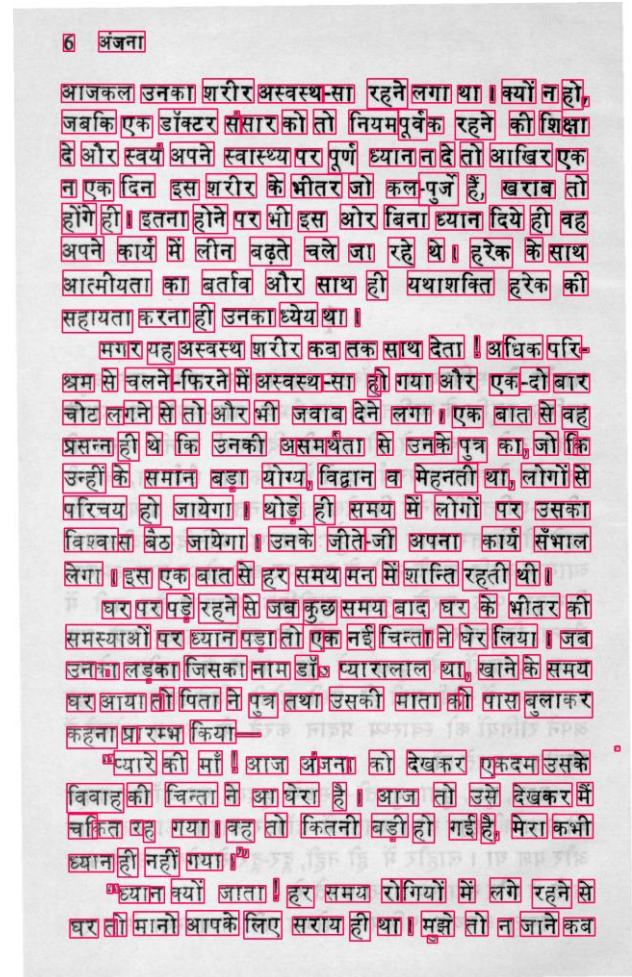 6 अंजना
आजकल उनका शरीर अस्वस्थ-सा रहने लगा था । क्यों न हो,
जबकि एक डॉक्टर संसार को तो नियमपूर्वक रहने की शिक्षा
दे और स्वयं अपने स्वास्थ्य पर पूर्ण ध्यान न दे तो आखिर एक
न एक दिन इस शरीर के भीतर जो कल-पुर्जे हैं, खराब तो
होंगे ही । इतना होने पर भी इस ओर बिना ध्यान दिये ही वह
अपने कार्य में लीन बढ़ते चले जा रहे थे । हरेक के साथ
आत्मीयता का बर्ताव और साथ ही यथाशक्ति हरेक की
सहायता करना ही उनका ध्येय था ।
मगर यह अस्वस्थ शरीर कब तक साथ देता ! अधिक परि-
श्रम से चलने-फिरने में अस्वस्थ-सा हो गया और एक-दो बार
चोट लगने से तो और भी जवाब देने लगा । एक बात से वह
प्रसन्न ही थे कि उनकी असमर्थता से उनके पुत्र का, जो कि
उन्हीं के समान बड़ा योग्य, विद्वान व मेहनती था, लोगों से
परिचय हो जायेगा । थोड़े ही समय में लोगों पर उसका
विश्वास बैठ जायेगा । उनके जीते-जी अपना कार्य सँभाल
लेगा । इस एक बात से हर समय मन में शान्ति रहती थी ।
घर पर पड़े रहने से जब कुछ समय बाद घर के भीतर की
समस्याओं पर ध्यान पड़ा तो एक नई चिन्ता ने घेर लिया । जब
उनका लड़का जिसका नाम डॉ० प्यारालाल था, खाने के समय
घर आया तो पिता ने पुत्र तथा उसकी माता को पास बुलाकर
कहना प्रारम्भ किया—
“प्यारे की माँ ! आज अंजना को देखकर एकदम उसके
विवाह की चिन्ता ने आ घेरा है । आज तो उसे देखकर मैं
चकित रह गया । वह तो कितनी बड़ी हो गई है, मेरा कभी
ध्यान ही नहीं गया ।”
“ध्यान क्यों जाता ! हर समय रोगियों में लगे रहने से
घर तो मानो आपके लिए सराय ही था । मुझे तो न जाने कब